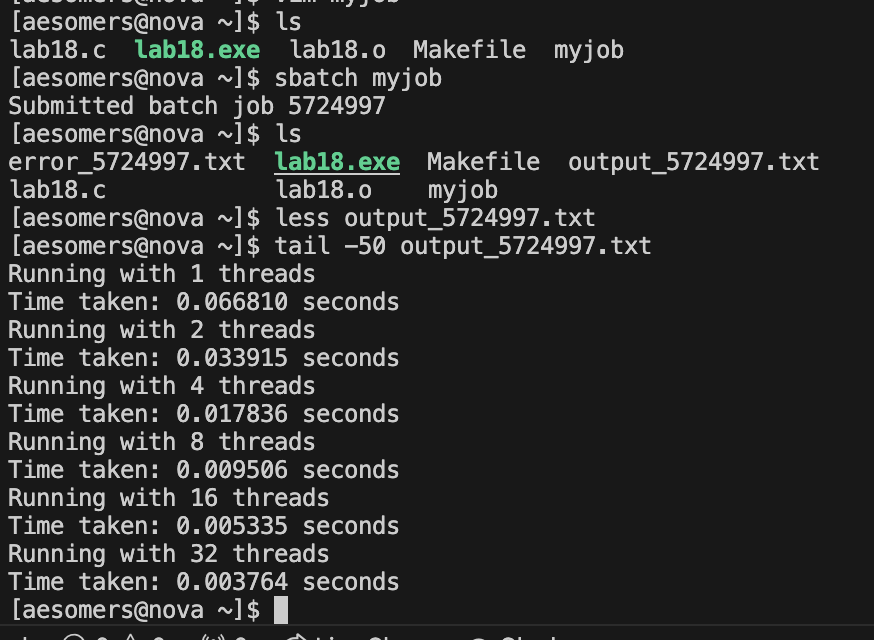 [aesomers@nova ~]$ ls
lab18.c lab18.exe lab18.o Makefile myjob
[aesomers@nova ~]$ sbatch myjob
Submitted batch job 5724997
[aesomers@nova ~]$ ls
error_5724997.txt lab18.exe Makefile output_5724997.txt
lab18.c lab18.o myjob
[aesomers@nova ~]$ less output_5724997.txt
[aesomers@nova ~]$ tail -50 output_5724997.txt
Running with 1 threads
Time taken: 0.066810 seconds
Running with 2 threads
Time taken: 0.033915 seconds
Running with 4 threads
Time taken: 0.017836 seconds
Running with 8 threads
Time taken: 0.009506 seconds
Running with 16 threads
Time taken: 0.005335 seconds
Running with 32 threads
Time taken: 0.003764 seconds
[aesomers@nova ~]$